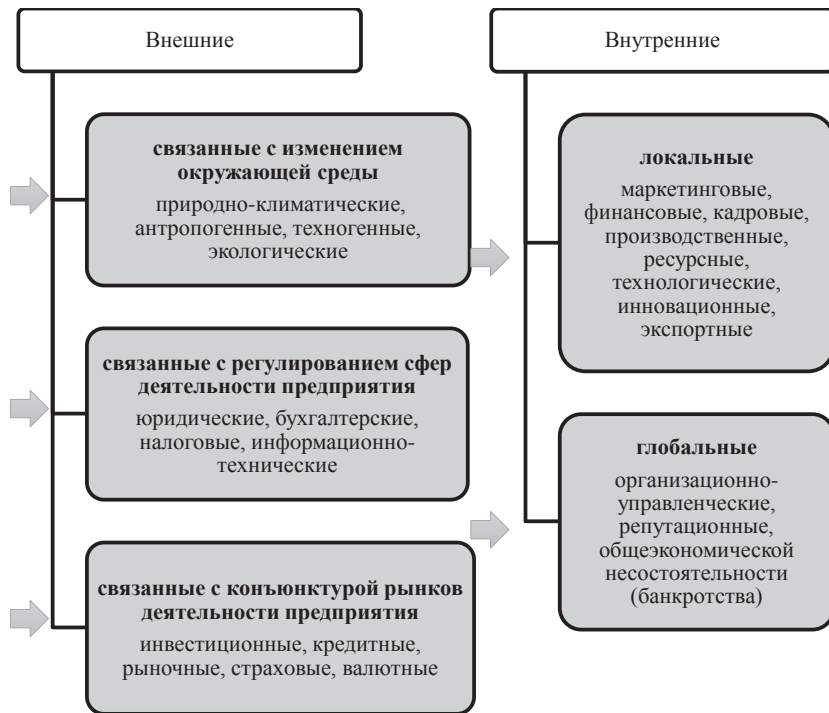 Внешние
связанные с изменением
окружающей среды
природно-климатические,
антропогенные, техногенные,
экологические
связанные с регулированием сфер
деятельности предприятия
юридические, бухгалтерские,
налоговые, информационно-
технические
связанные с конъюнктурой рынков
деятельности предприятия
инвестиционные, кредитные,
рыночные, страховые, валютные
Внутренние
локальные
маркетинговые,
финансовые, кадровые,
производственные,
ресурсные,
технологические,
инновационные,
экспортные
глобальные
организационно-
управленческие,
репутационные,
общеэкономической
несостоятельности
(банкротства)